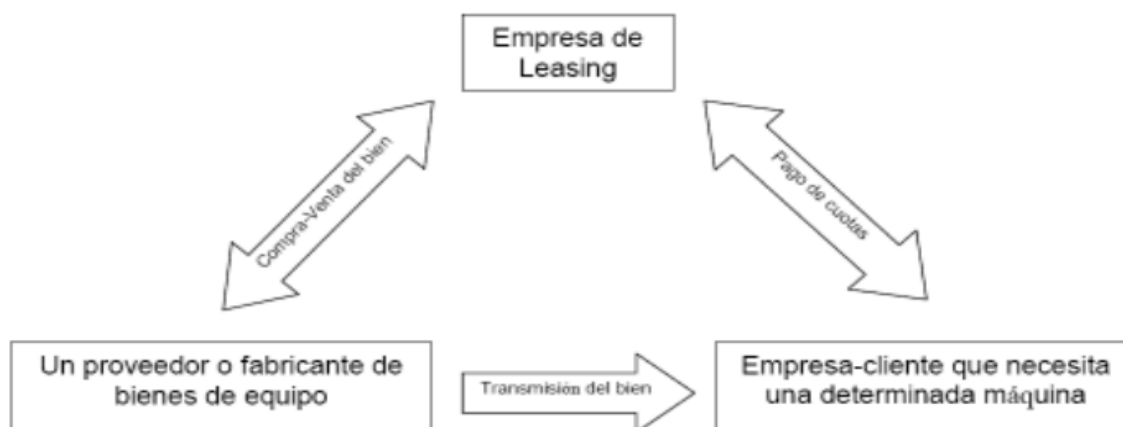 Empresa de
Leasing
Compra-Venta del bien
Pago de cuotas
Un proveedor o fabricante de
bienes de equipo
Transmisión del bien
Empresa-cliente que necesita
una determinada máquina